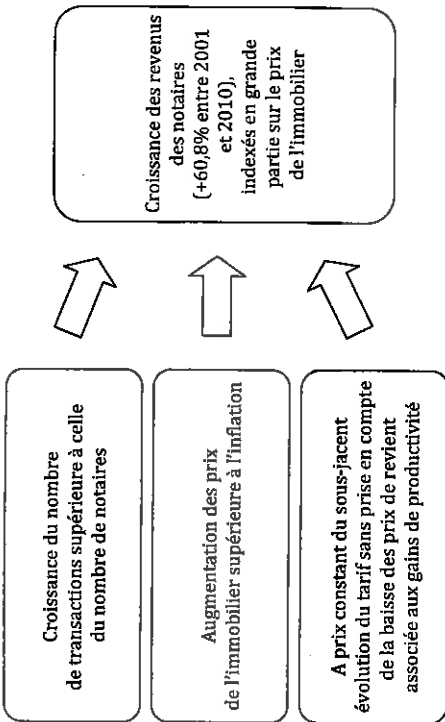 Croissance du nombre
de transactions supérieure à celle
du nombre de notaires
Augmentation des prix
de l'immobilier supérieure à l'inflation
A prix constant du sous-jacent
évolution du tarif sans prise en compte
de la baisse des prix de revient
associée aux gains de productivité
Croissance des revenus
des notaires
(+60,8% entre 2001
et 2010),
indexés en grande
partie sur le prix
de l'immobilier